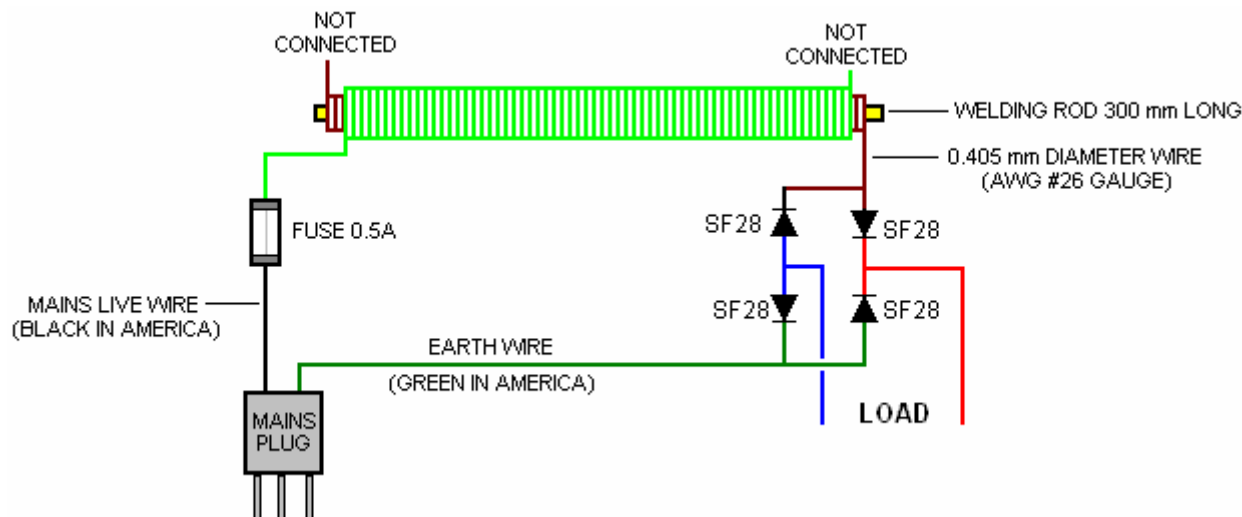 NOT
CONNECTED
NOT
CONNECTED
WELDING ROD 300 mm LONG
0.405 mm DIAMETER WIRE
(AWG #26 GAUGE)
FUSE 0.5A
SF28
SF28
MAINS LIVE WIRE
(BLACK IN AMERICA)
SF28
SF28
EARTH WIRE
(GREEN IN AMERICA)
LOAD
MAINS
PLUG